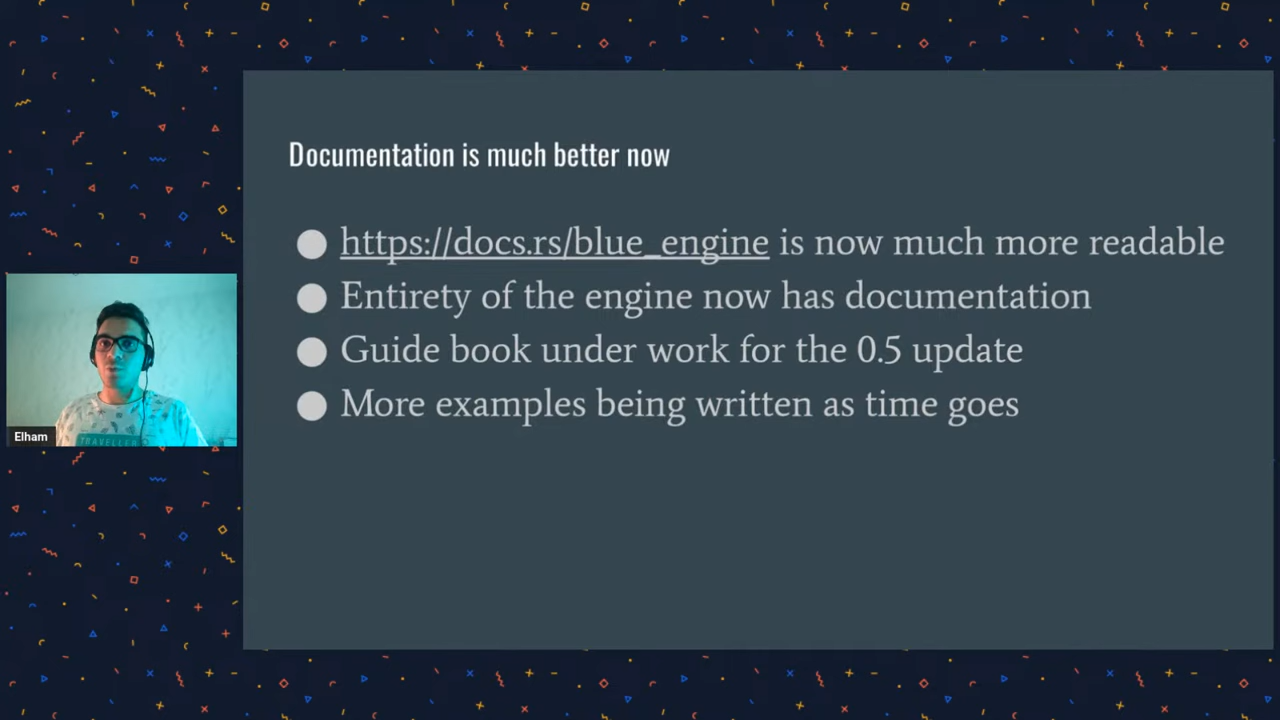 Documentation is much better now
● https://docs.rs/blue_engine is now much more readable
● Entirety of the engine now has documentation
● Guide book under work for the 0.5 update
● More examples being written as time goes
Elham
TRAVELLER